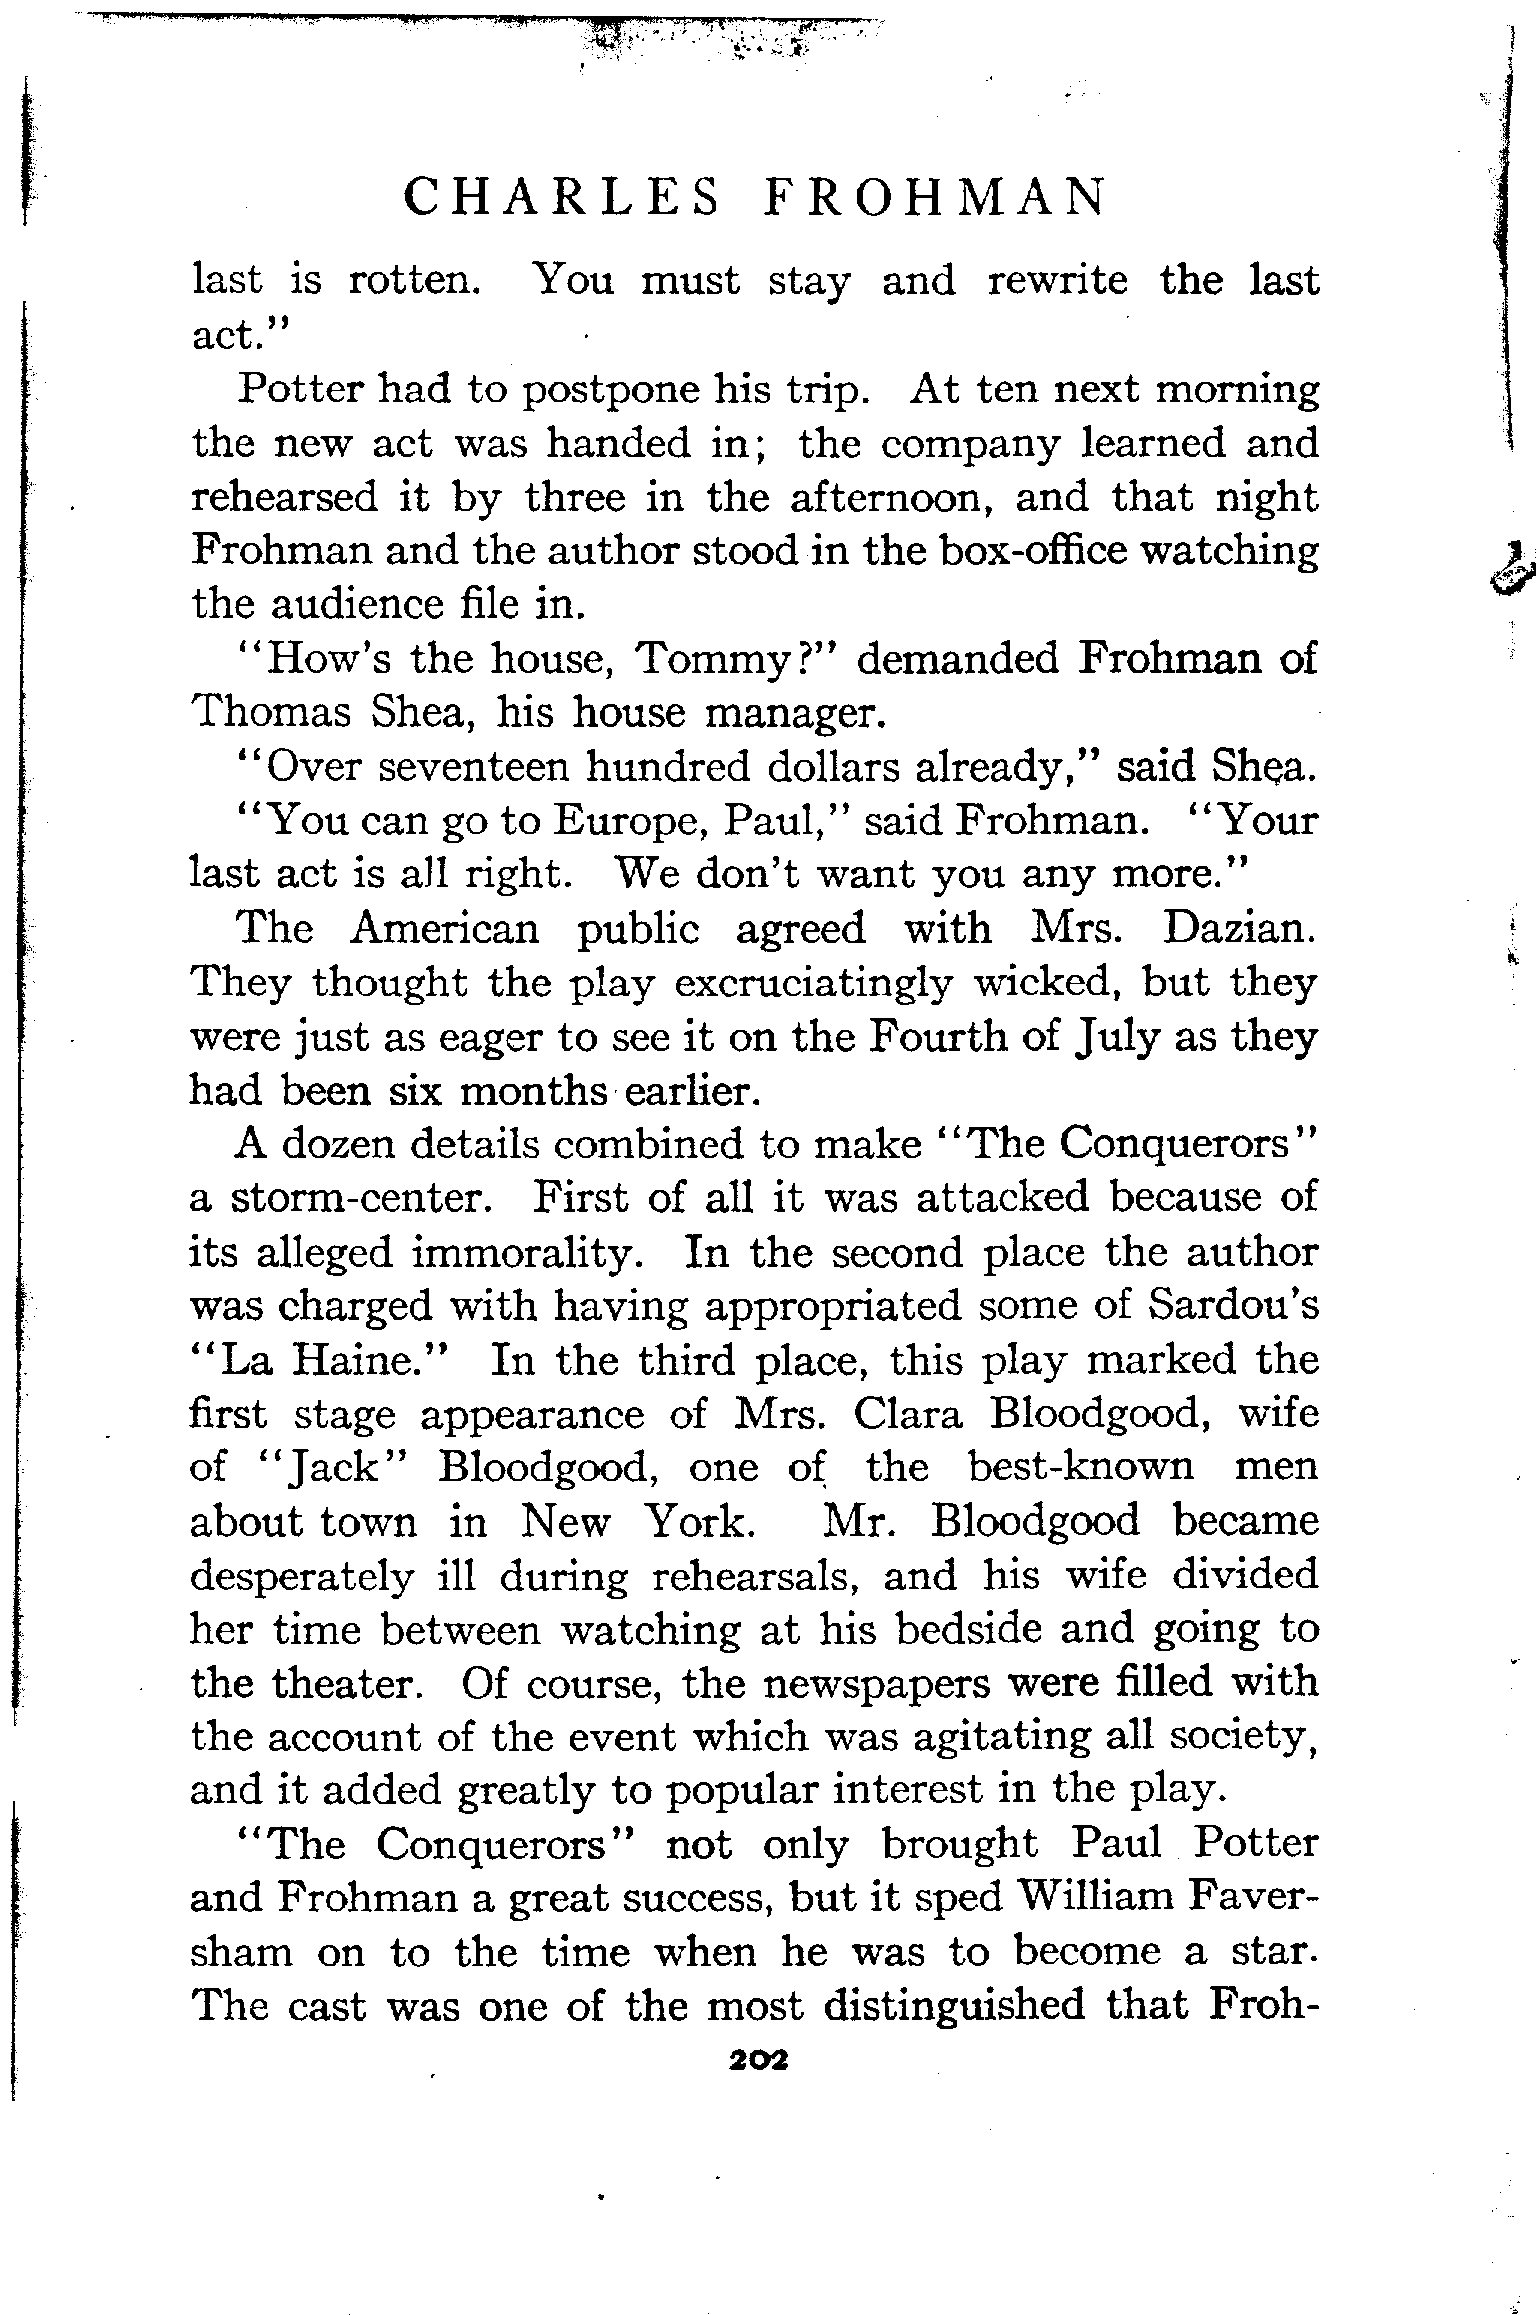 CHARLES FROHMAN
last is rotten. You must stay and rewrite the last
act."
Potter had to postpone his trip. At ten next morning
the new act was handed in; the company learned and
rehearsed it by three in the afternoon, and that night
Frohman and the author stood in the box-office watching
the audience file in.
"How's the house, Tommy?" demanded Frohman of
Thomas Shea, his house manager.
"Over seventeen hundred dollars already," said Shea.
"You can go to Europe, Paul," said Frohman. "Your
last act is all right. We don't want you any more."
The American public agreed with Mrs. Dazian.
They thought the play excruciatingly wicked, but they
were just as eager to see it on the Fourth of July as they
had been six months earlier.
A dozen details combined to make "The Conquerors"
a storm-center. First of all it was attacked because of
its alleged immorality. In the second place the author
was charged with having appropriated some of Sardou's
"La Haine." In the third place, this play marked the
first stage appearance of Mrs. Clara Bloodgood, wife
of "Jack" Bloodgood, one of the best-known men
about town in New York. Mr. Bloodgood became
desperately ill during rehearsals, and his wife divided
her time between watching at his bedside and going to
the theater. Of course, the newspapers were filled with
the account of the event which was agitating all society,
and it added greatly to popular interest in the play.
"The Conquerors" not only brought Paul Potter
and Frohman a great success, but it sped William Faver-
sham on to the time when he was to become a star.
The cast was one of the most distinguished that Froh-
202